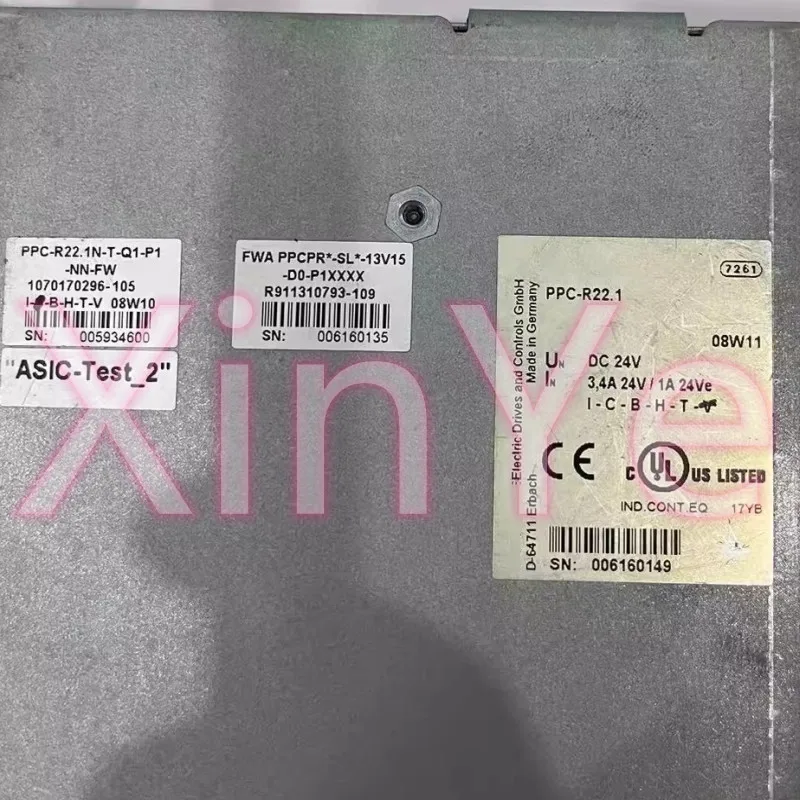 PPC-R22.1N-T-Q1-P1
-NN-FW
1070170296-105
B-H-T-V 08W10
SN: 005934600
"ASIC-Test_2"
FWA PPCPR*-SL*-13V15
-D0-P1XXXX
R911310793-109
SN: 006160135
Electric Drives and Controls GmbH
D-64711 Erbach Made in Germany
7261
PPC-R22.1
08W11
UN DC 24V
IN 3,4A 24V / 1A 24Ve
I - C - B - H - T - V
CE
C UL US LISTED
IND.CONT.EQ 17YB
SN: 006160149
XinYe